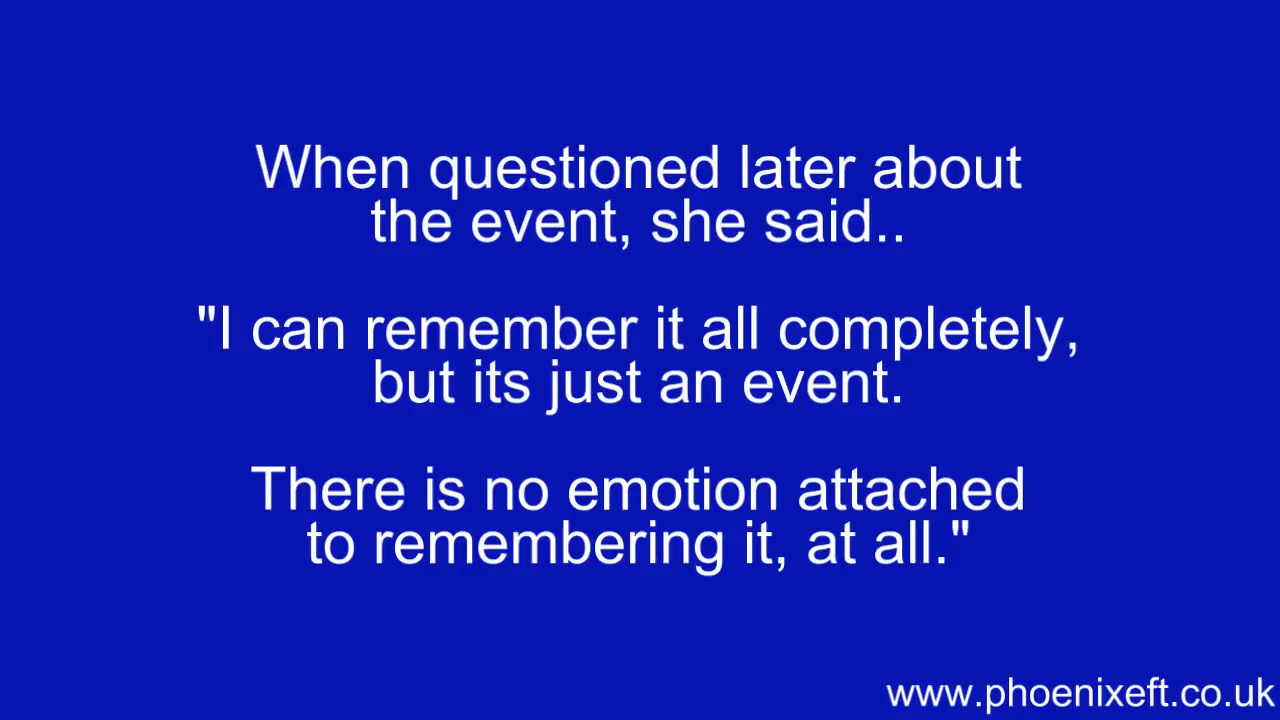 When questioned later about
the event, she said..
"I can remember it all completely,
but its just an event.
There is no emotion attached
to remembering it, at all."
www.phoenixeft.co.uk